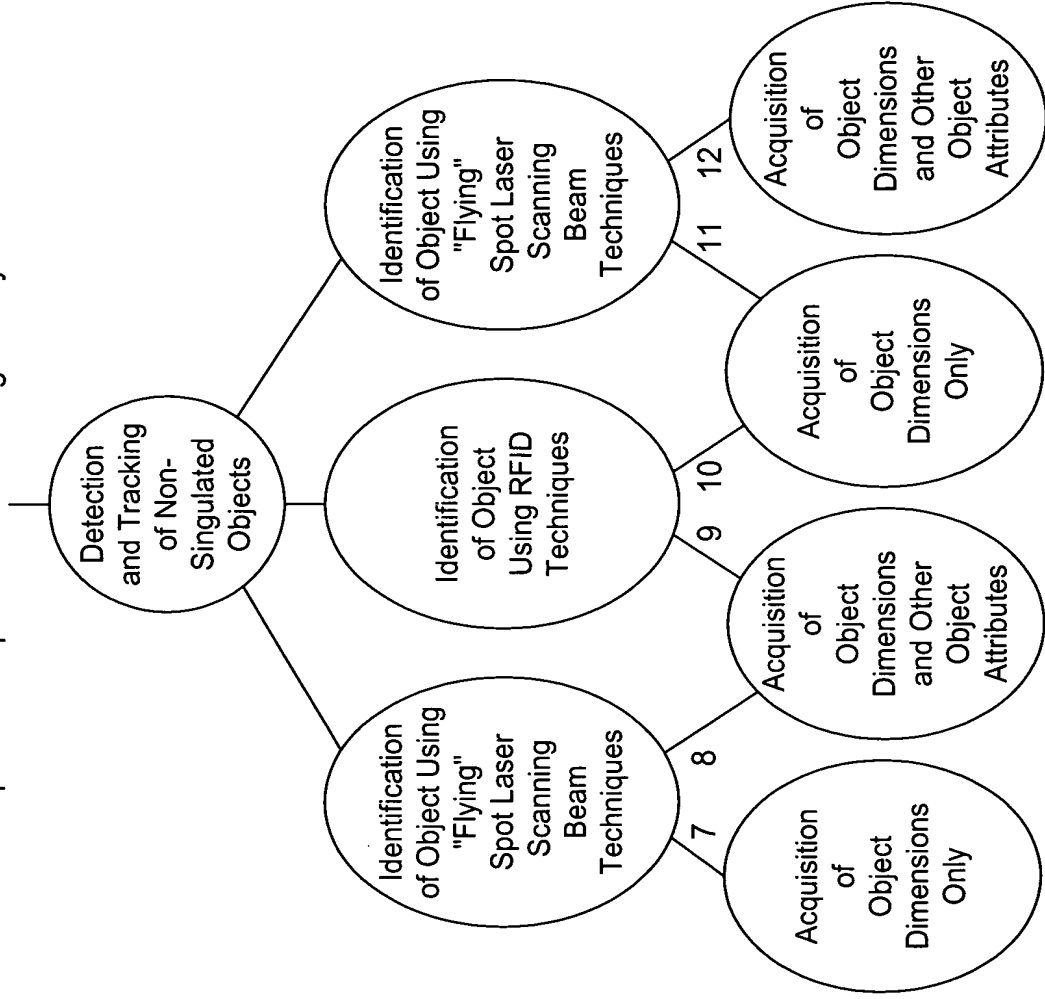 Detection
and Tracking
of Non-
Singulated
Objects
Identification
of Object Using
"Flying"
Spot Laser
Scanning
Beam
Techniques
Identification
of Object
Using RFID
Techniques
Identification
of Object Using
"Flying"
Spot Laser
Scanning
Beam
Techniques
7
8
9
10
11
12
Acquisition
of
Object
Dimensions
Only
Acquisition
of
Object
Dimensions
and Other
Object
Attributes
Acquisition
of
Object
Dimensions
Only
Acquisition
of
Object
Dimensions
and Other
Object
Attributes